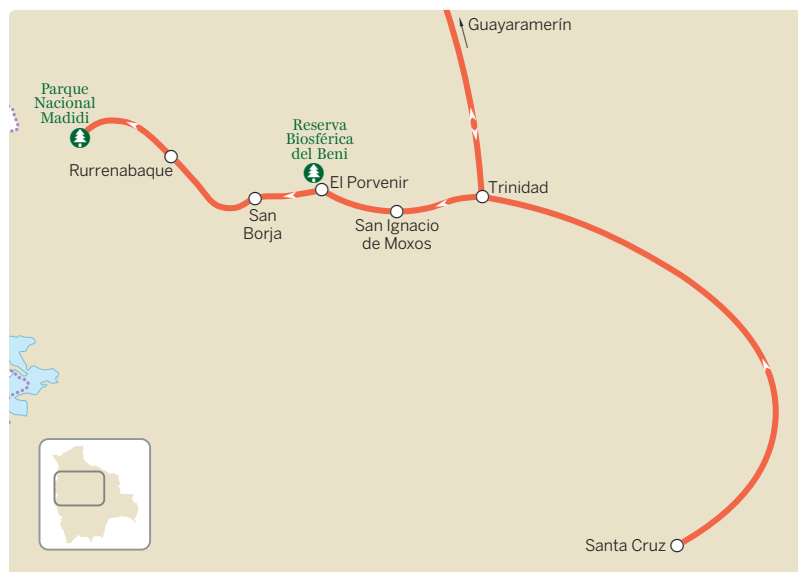 Guayaramerín
Parque
Nacional
Madidi
Reserva
Biosférica
del Beni
Rurrenabaque
El Porvenir
Trinidad
San
Borja
San Ignacio
de Moxos
Santa Cruz